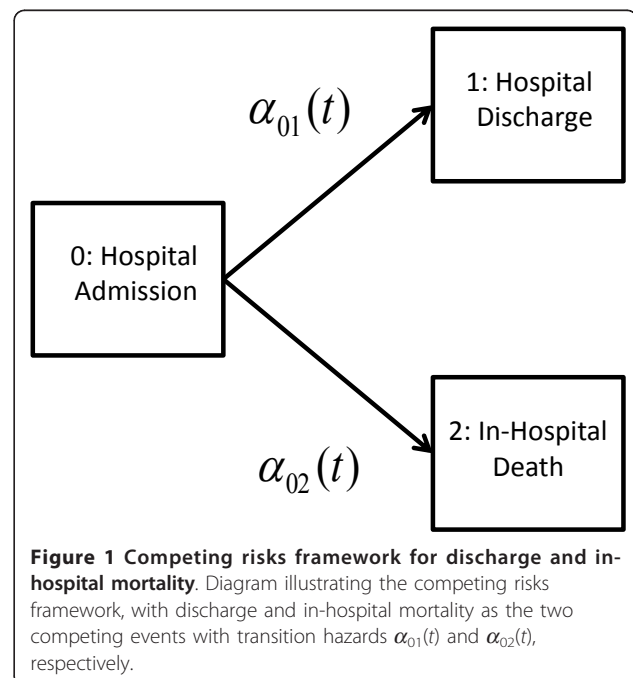 1: Hospital
Discharge
α₀₁(t)
0: Hospital
Admission
2: In-Hospital
Death
α₀₂(t)
Figure 1 Competing risks framework for discharge and in-
hospital mortality. Diagram illustrating the competing risks
framework, with discharge and in-hospital mortality as the two
competing events with transition hazards α₀₁(t) and α₀₂(t),
respectively.